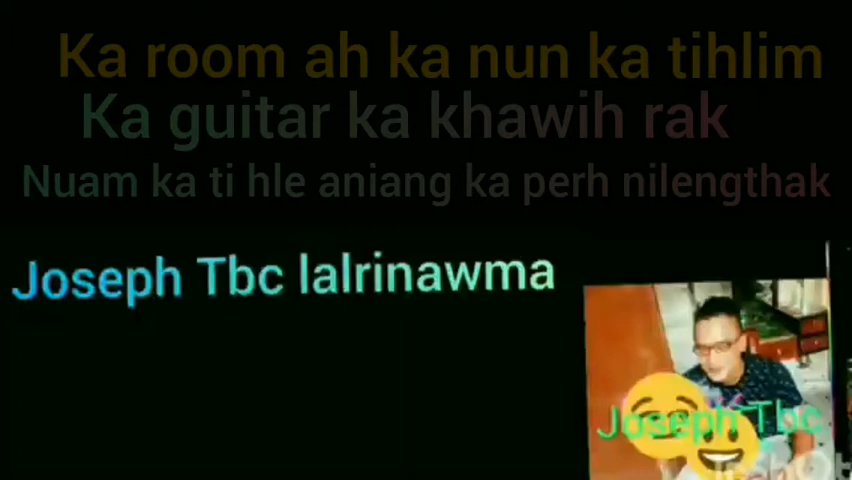 Ka room ah ka nun ka tihlim
Ka guitar ka khawih rak
Nuam ka ti hle aniang ka perh nilengthak
Joseph Tbc lalrinawma
Joseph Tbc